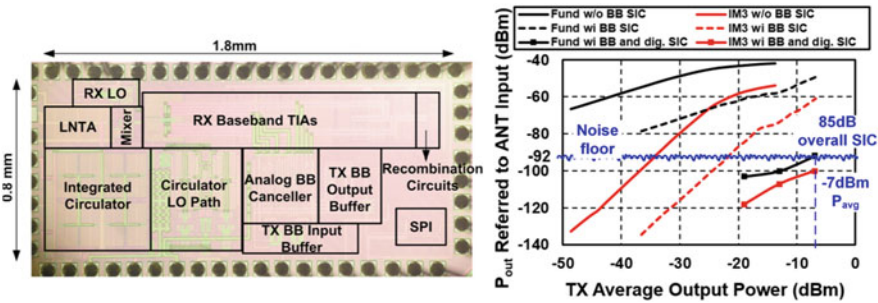 1.8mm
0.8 mm
RX LO
LNTA
Mixer
RX Baseband TIAs
Integrated
Circulator
Circulator
LO Path
Analog BB
Canceller
TX BB
Output
Buffer
Recombination
Circuits
TX BB Input
Buffer
SPI
Fund w/o BB SIC
IM3 w/o BB SIC
Fund wi BB SIC
IM3 wi BB SIC
Fund wi BB and dig. SIC
IM3 wi BB and dig. SIC
Pout Referred to ANT Input (dBm)
-40
-60
-80
-92
-100
-120
-140
Noise
floor
85dB
overall SIC
-7dBm
Pavg
-50
-40
-30
-20
-10
0
TX Average Output Power (dBm)